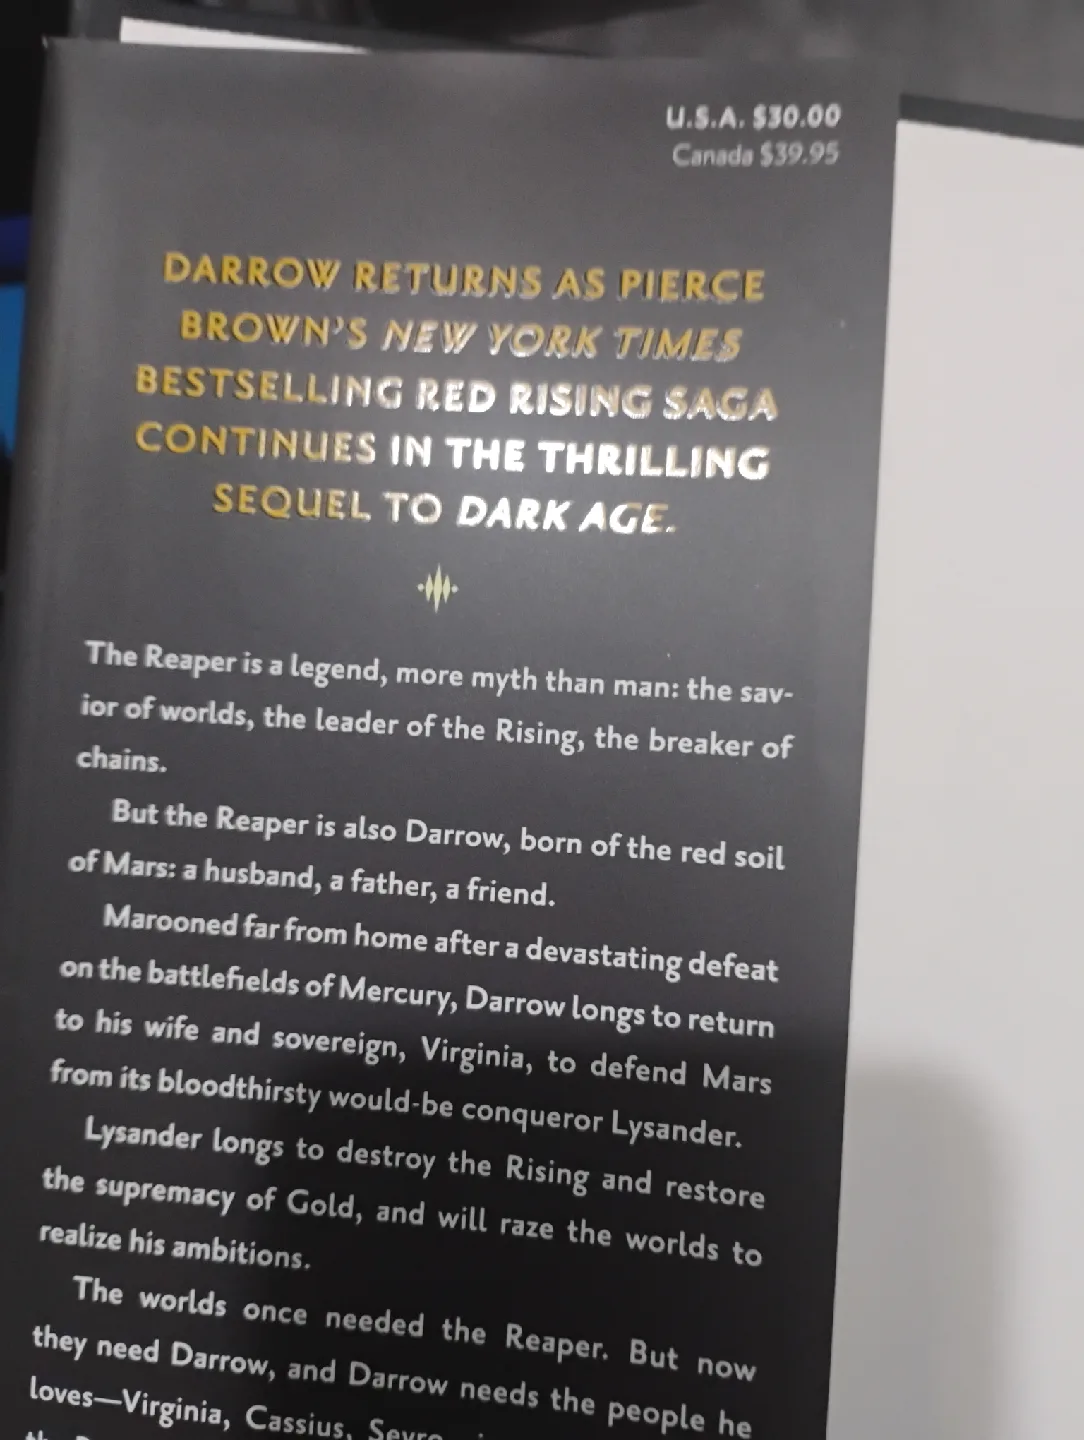 U.S.A. $30.00
Canada $39.95
DARROW RETURNS AS PIERCE
BROWN'S NEW YORK TIMES
BESTSELLING RED RISING SAGA
CONTINUES IN THE THRILLING
SEQUEL TO DARK AGE.
The Reaper is a legend, more myth than man: the sav-
ior of worlds, the leader of the Rising, the breaker of
chains.
But the Reaper is also Darrow, born of the red soil
of Mars: a husband, a father, a friend.
Marooned far from home after a devastating defeat
on the battlefields of Mercury, Darrow longs to return
to his wife and sovereign, Virginia, to defend Mars
from its bloodthirsty would-be conqueror Lysander.
Lysander longs to destroy the Rising and restore
the supremacy of Gold, and will raze the worlds to
realize his ambitions.
The worlds once needed the Reaper. But now
they need Darrow, and Darrow needs the people he
loves—Virginia, Cassius, Sevro